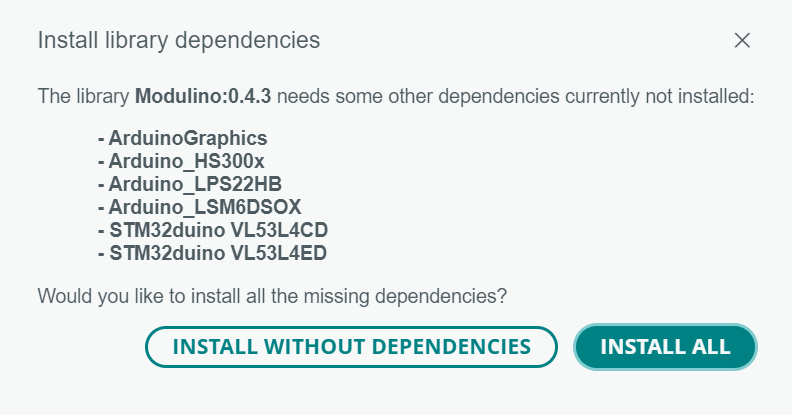 Install library dependencies
The library Modulino:0.4.3 needs some other dependencies currently not installed:
- ArduinoGraphics
- Arduino_HS300x
- Arduino_LPS22HB
- Arduino_LSM6DSOX
- STM32duino VL53L4CD
- STM32duino VL53L4ED
Would you like to install all the missing dependencies?
INSTALL WITHOUT DEPENDENCIES INSTALL ALL